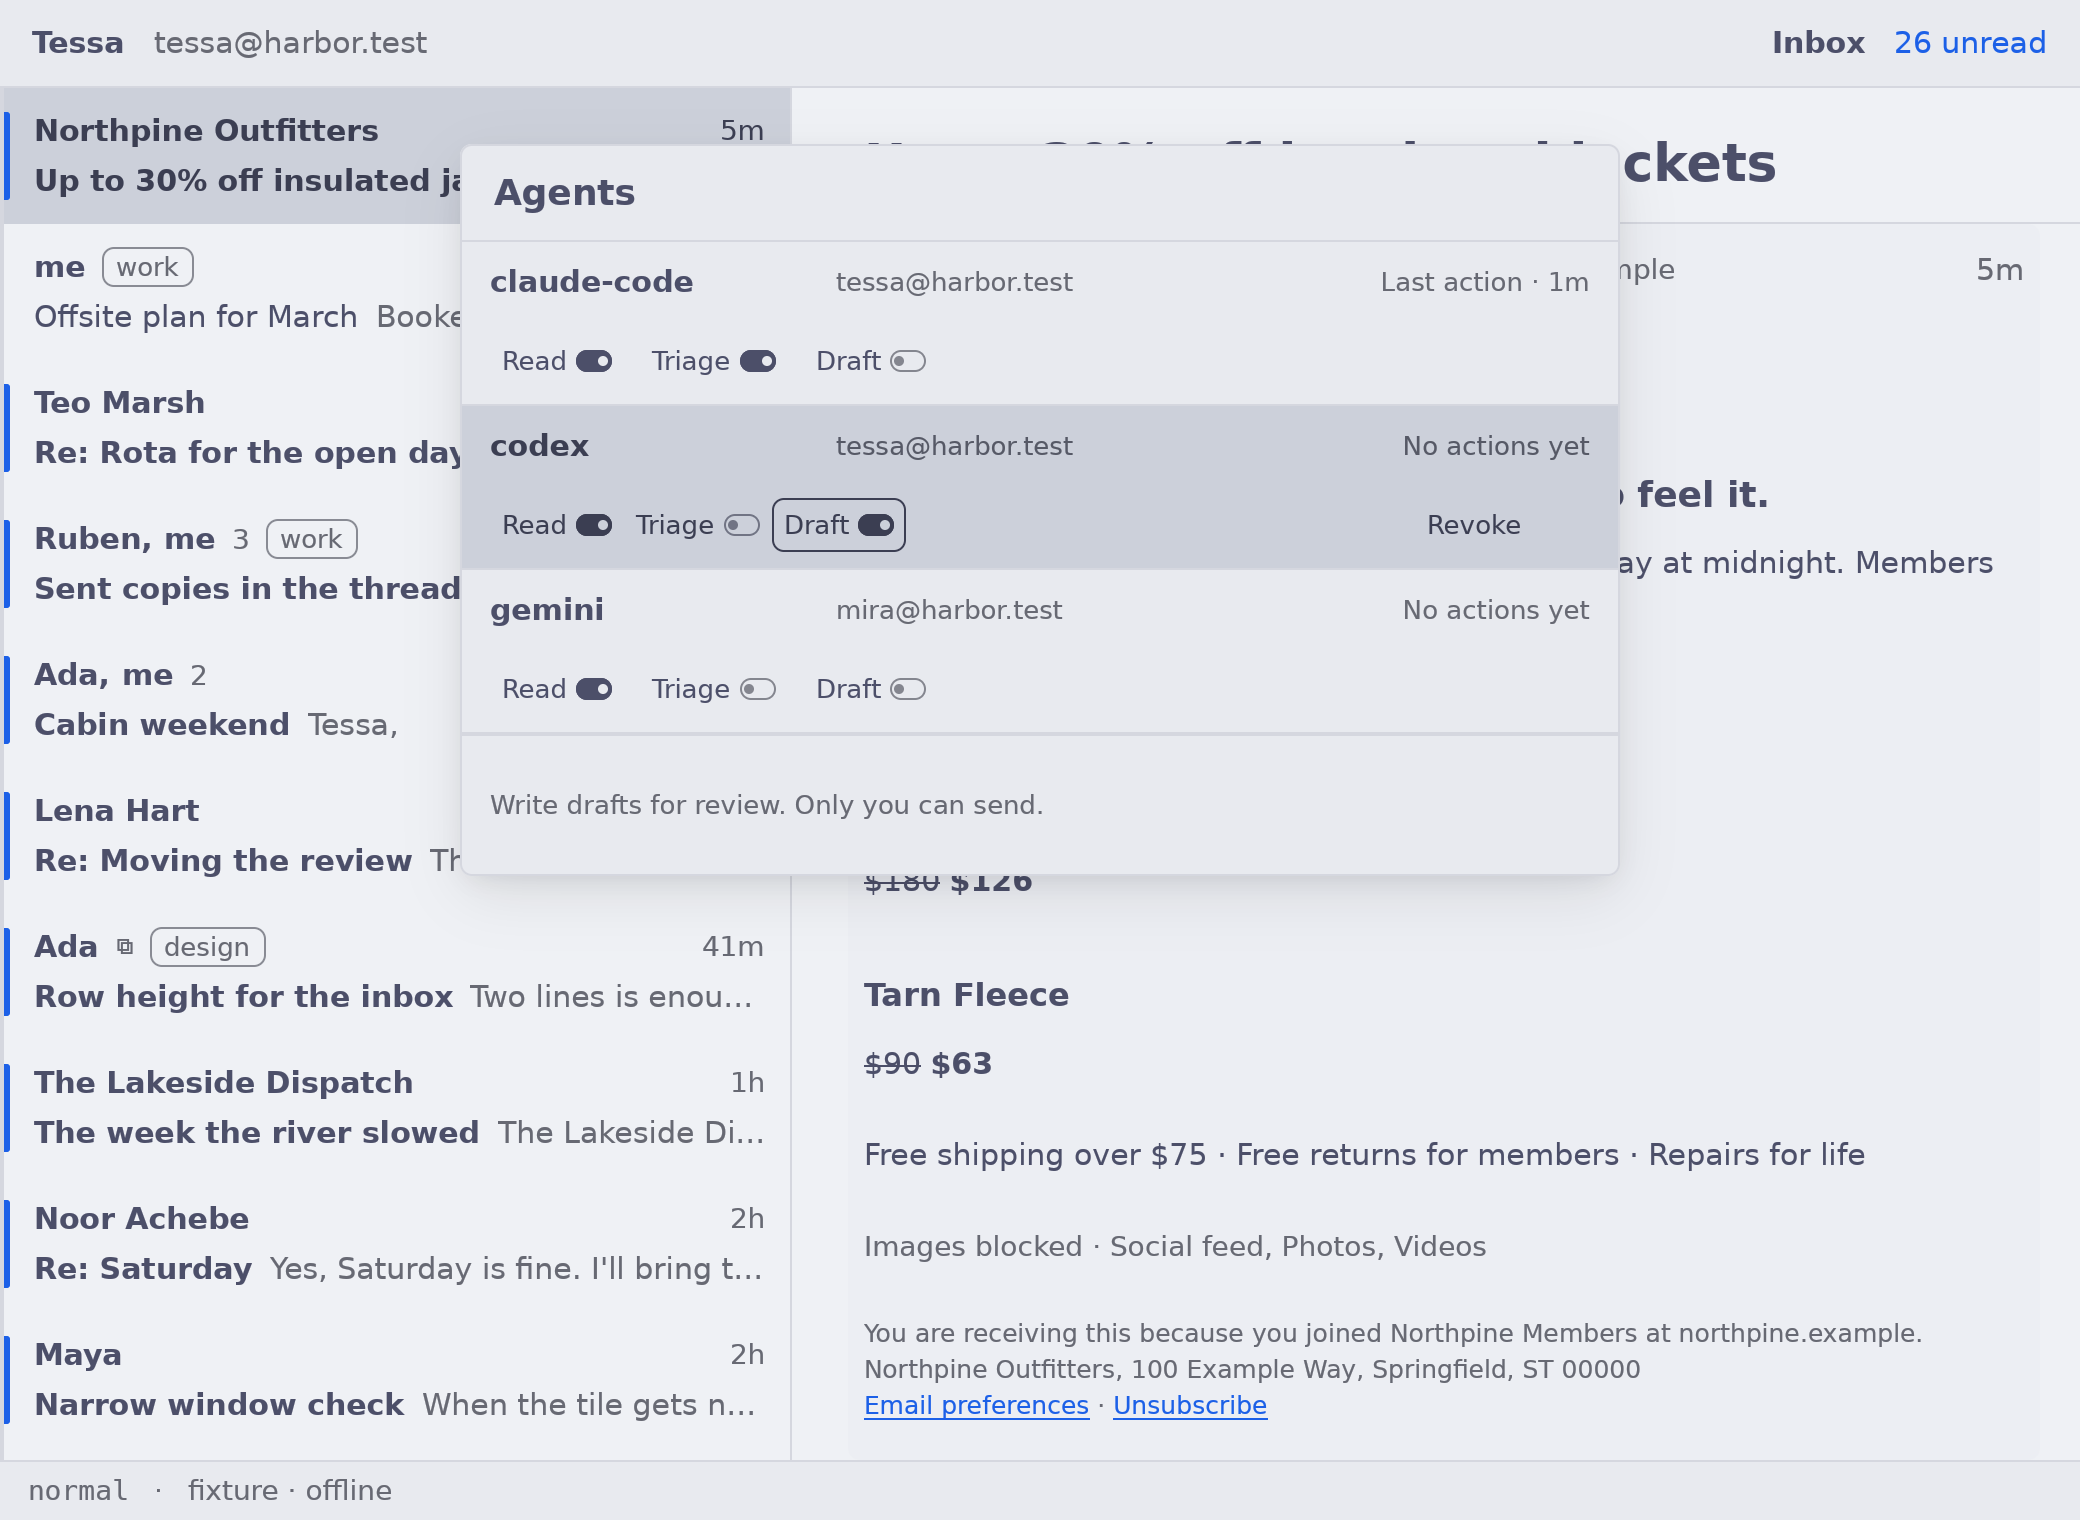 Tessa tessa@harbor.test
Inbox 26 unread
Northpine Outfitters 5m
Up to 30% off insulated
me work
Offsite plan for March
Teo Marsh
Re: Rota for the open day
Ruben, me 3 work
Sent copies in the thread
Ada, me 2
Cabin weekend Tessa,
Lena Hart
Re: Moving the review
Ada design 41m
Row height for the inbox Two lines is enou…
The Lakeside Dispatch 1h
The week the river slowed The Lakeside Di…
Noor Achebe 2h
Re: Saturday Yes, Saturday is fine. I'll bring t…
Maya 2h
Narrow window check When the tile gets n…
Agents
claude-code tessa@harbor.test Last action · 1m
Read Triage Draft
codex tessa@harbor.test No actions yet
Read Triage Draft Revoke
gemini mira@harbor.test No actions yet
Read Triage Draft
Write drafts for review. Only you can send.
5m
feel it.
at midnight. Members
$180 $126
Tarn Fleece
$90 $63
Free shipping over $75 · Free returns for members · Repairs for life
Images blocked · Social feed, Photos, Videos
You are receiving this because you joined Northpine Members at northpine.example.
Northpine Outfitters, 100 Example Way, Springfield, ST 00000
Email preferences · Unsubscribe
normal · fixture · offline